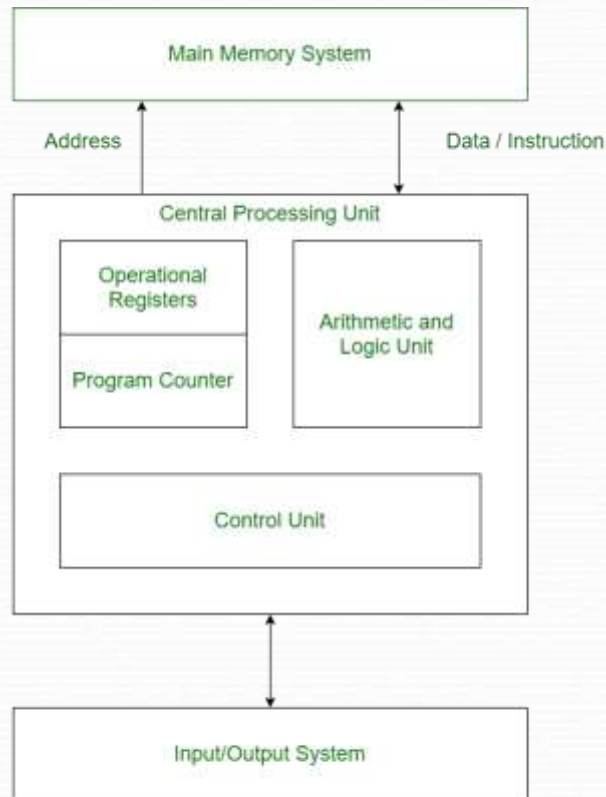 Main Memory System
Address
Data / Instruction
Central Processing Unit
Operational
Registers
Program Counter
Arithmetic and
Logic Unit
Control Unit
Input/Output System